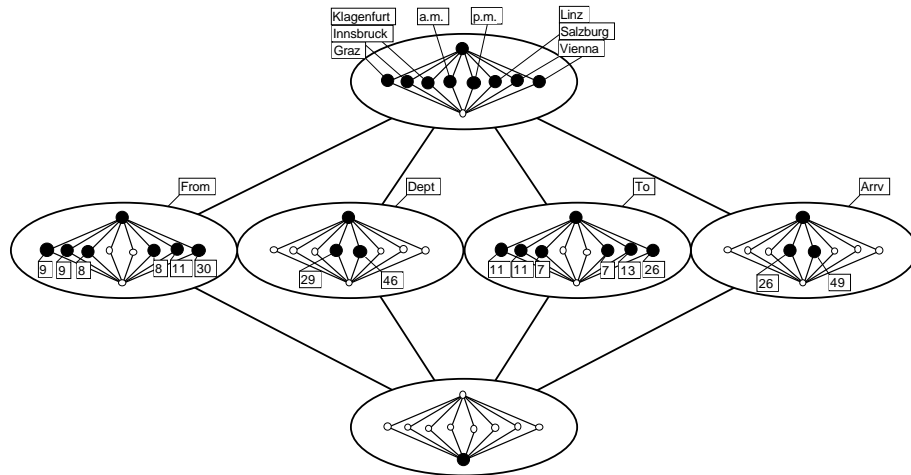 Klagenfurt a.m. p.m. Linz
Innsbruck Salzburg
Graz Vienna
From Dept To Arrv
9 9 8 8 11 30 29 46 11 11 7 7 13 26 26 49